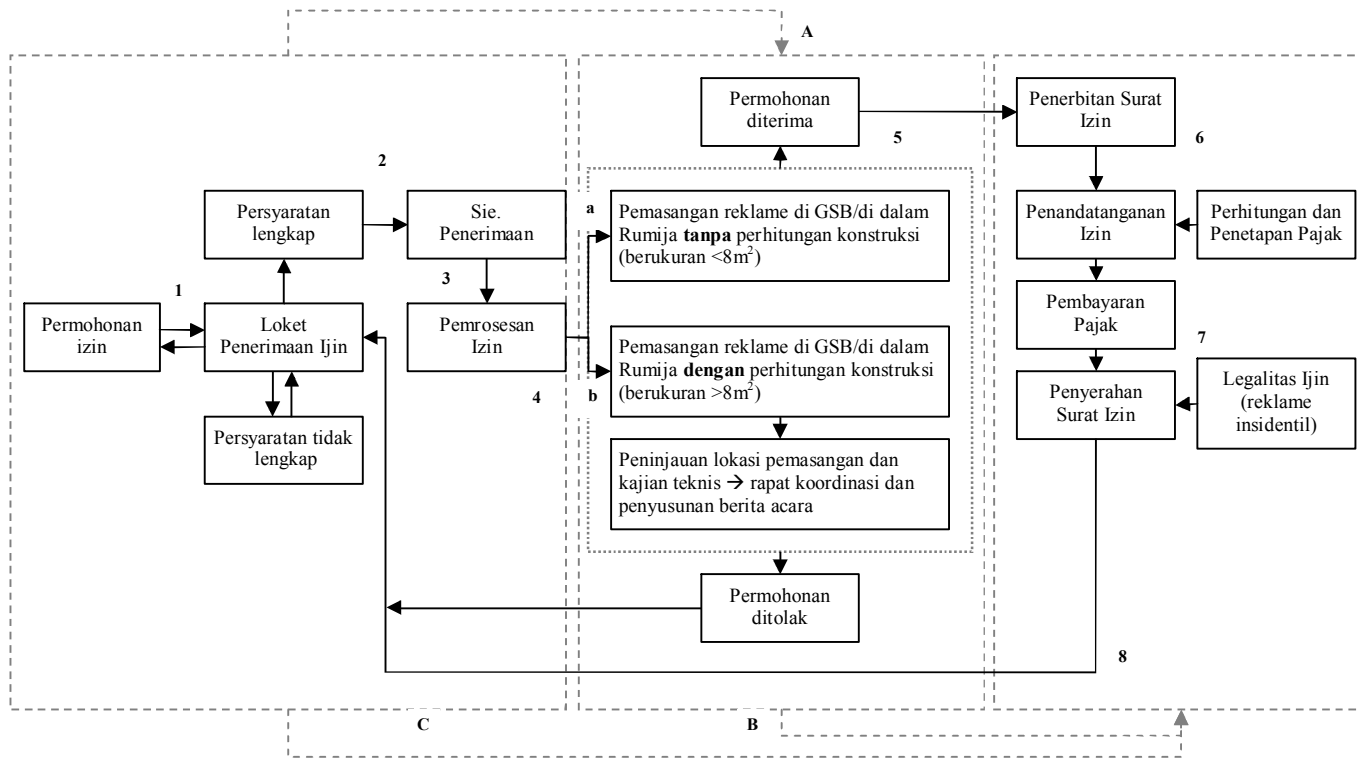 A
Permohonan
diterima
5
Penerbitan Surat
Izin
6
2
Persyaratan
lengkap
Sie.
Penerimaan
a
Pemasangan reklame di GSB/di dalam
Rumija tanpa perhitungan konstruksi
(berukuran <8m²)
Penandatanganan
Izin
Perhitungan dan
Penetapan Pajak
1
3
Permohonan
izin
Loket
Penerimaan Ijin
Pemrosesan
Izin
4
b
Pemasangan reklame di GSB/di dalam
Rumija dengan perhitungan konstruksi
(berukuran >8m²)
Pembayaran
Pajak
7
Penyerahan
Surat Izin
Legalitas Ijin
(reklame
insidentil)
Persyaratan tidak
lengkap
Peninjauan lokasi pemasangan dan
kajian teknis → rapat koordinasi dan
penyusunan berita acara
Permohonan
ditolak
8
C
B